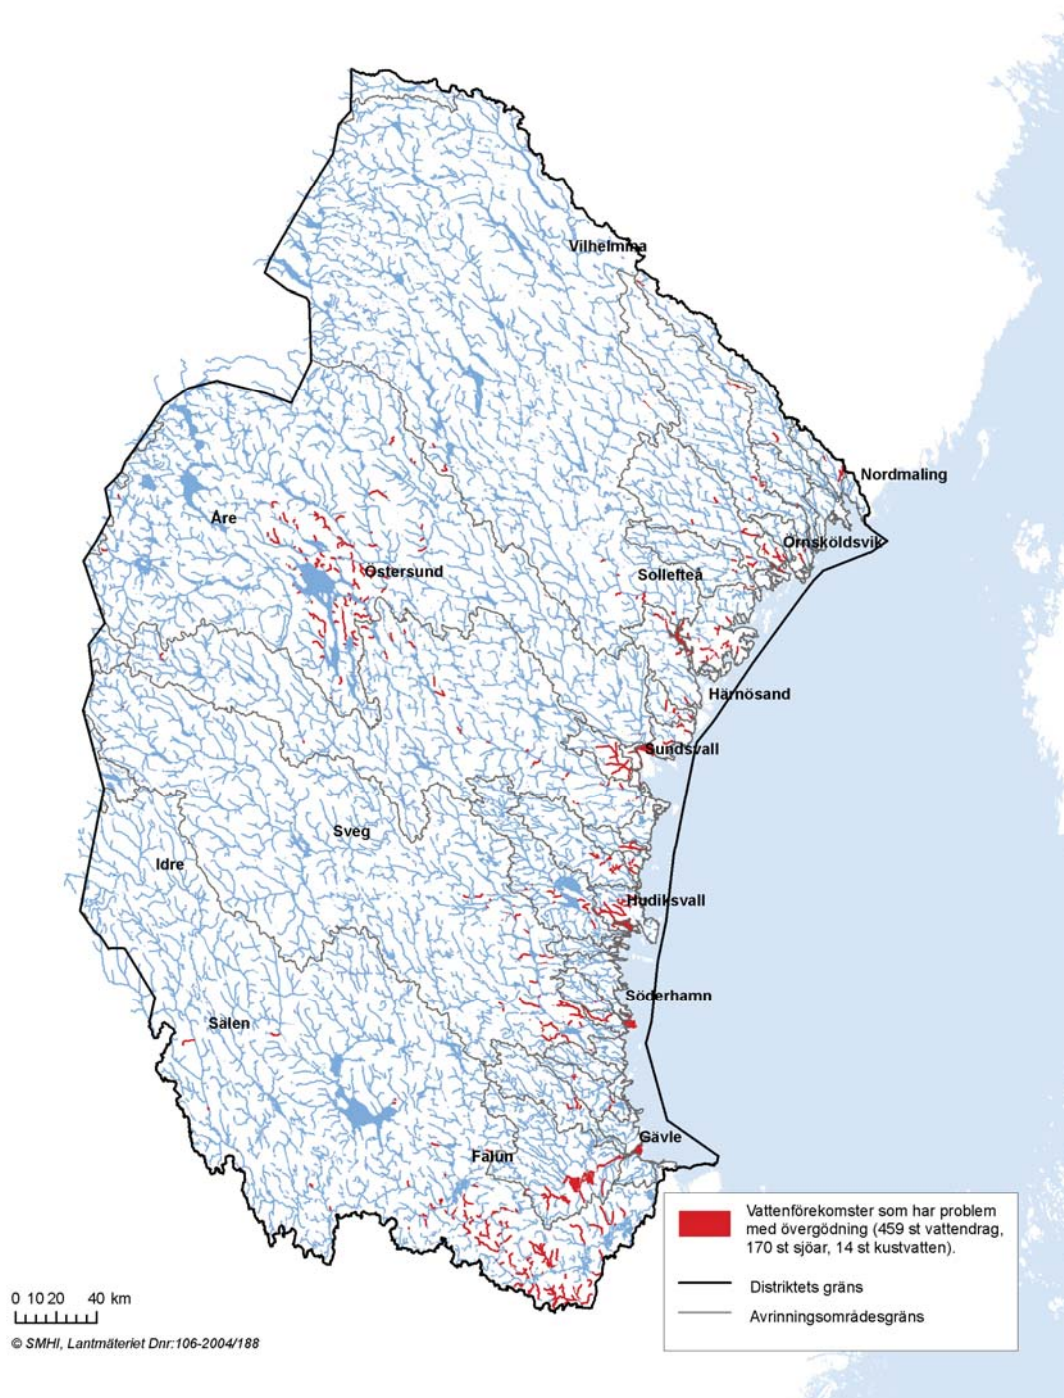 Vilhelmina
Nordmaling
Åre
Örnsköldsvik
Östersund
Sollefteå
Härnösand
Sundsvall
Sveg
Idre
Hudiksvall
Söderhamn
Sälen
Gävle
Falun
Vattenförekomster som har problem
med övergödning (459 st vattendrag,
170 st sjöar, 14 st kustvatten).
Distriktets gräns
Avrinningsområdesgräns
0 10 20 40 km
© SMHI, Lantmäteriet Dnr:106-2004/188